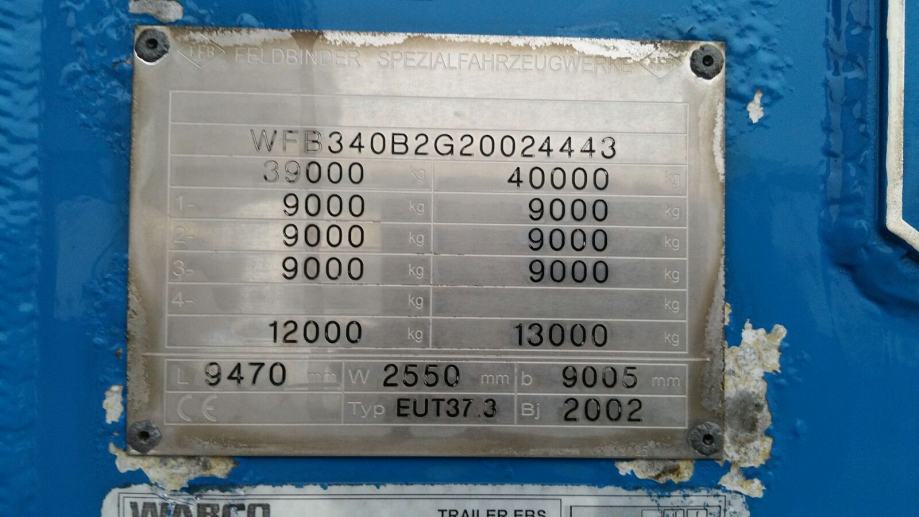 FFB FELDBINDER SPEZIALFAHRZEUGWERKE
WFB340B2G20024443
39000 kg 40000 kg
1- 9000 kg 9000 kg
2- 9000 kg 9000 kg
3- 9000 kg 9000 kg
4- kg kg
12000 kg 13000 kg
L 9470 mm W 2550 mm b 9005 mm
CE Typ EUT37.3 Bj 2002
WABCO TRAILER EBS